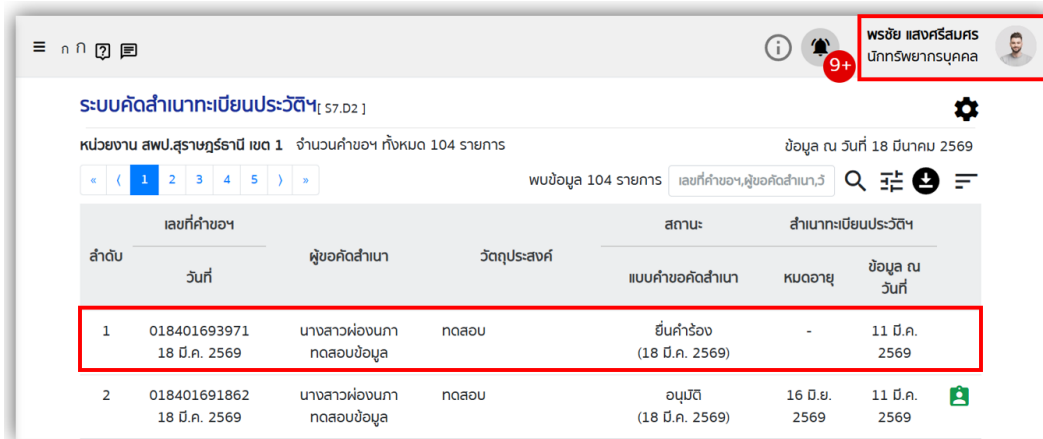 ≡ ก ก
พรชัย แสงศรีสมศร
นักทรัพยากรบุคคล
9+
ระบบคัดสำเนาทะเบียนประวัติฯ[ S7.D2 ]
หน่วยงาน สพป.สุราษฎร์ธานี เขต 1 จำนวนคำขอฯ ทั้งหมด 104 รายการ ข้อมูล ณ วันที่ 18 มีนาคม 2569
« ⟨ 1 2 3 4 5 ⟩ » พบข้อมูล 104 รายการ เลขที่คำขอฯ,ผู้ขอคัดสำเนา,วั
ลำดับ เลขที่คำขอฯ ผู้ขอคัดสำเนา วัตถุประสงค์ สถานะ สำเนาทะเบียนประวัติฯ
วันที่ แบบคำขอคัดสำเนา หมดอายุ ข้อมูล ณ
วันที่
1 018401693971 นางสาวผ่องนภา ทดสอบ ยื่นคำร้อง - 11 มี.ค.
18 มี.ค. 2569 ทดสอบข้อมูล (18 มี.ค. 2569) 2569
2 018401691862 นางสาวผ่องนภา ทดสอบ อนุมัติ 16 มิ.ย. 11 มี.ค.
18 มี.ค. 2569 ทดสอบข้อมูล (18 มี.ค. 2569) 2569 2569